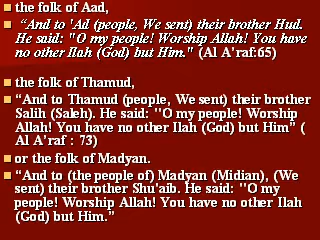 the folk of Aad,
"And to 'Ad (people, We sent) their brother Hud.
He said: "O my people! Worship Allah! You have
no other Ilah (God) but Him." (Al A'raf:65)
the folk of Thamud,
"And to Thamud (people, We sent) their brother
Salih (Saleh). He said: "O my people! Worship
Allah! You have no other Ilah (God) but Him" (
Al A'raf : 73)
or the folk of Madyan.
"And to (the people of) Madyan (Midian), (We
sent) their brother Shu'aib. He said: "O my
people! Worship Allah! You have no other Ilah
(God) but Him."